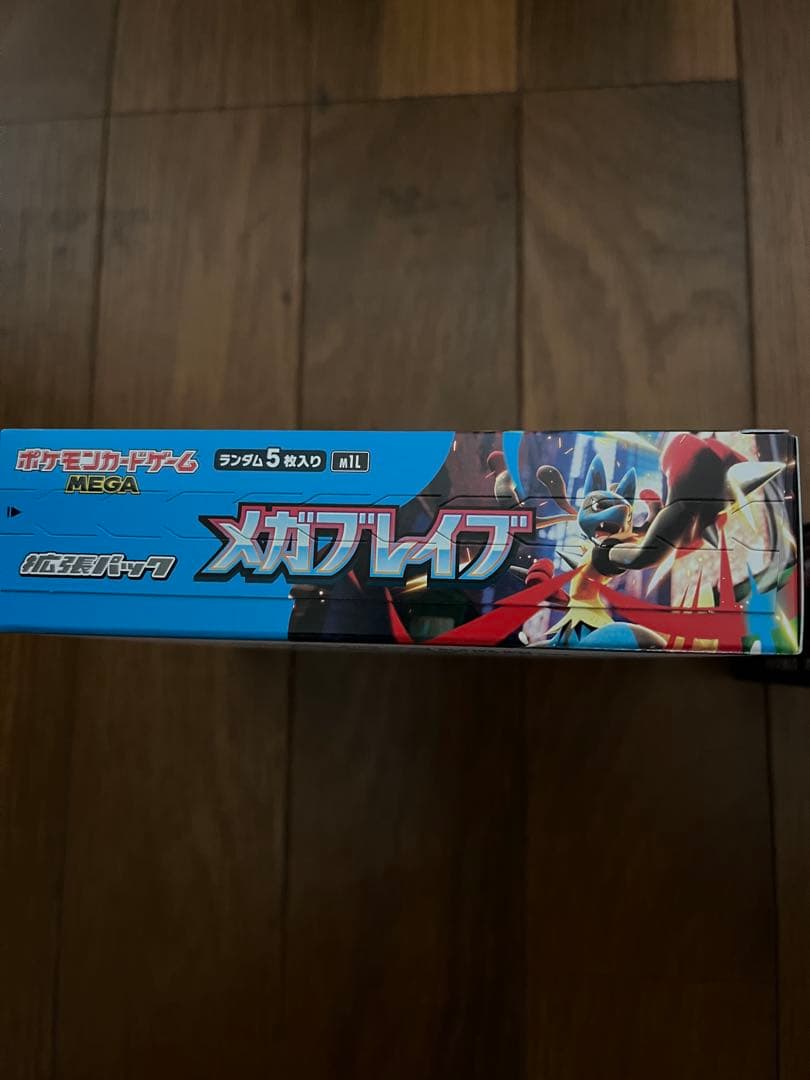 ポケモンカードゲーム
MEGA
ランダム5枚入り M1L
拡張パック
メガブレイブ